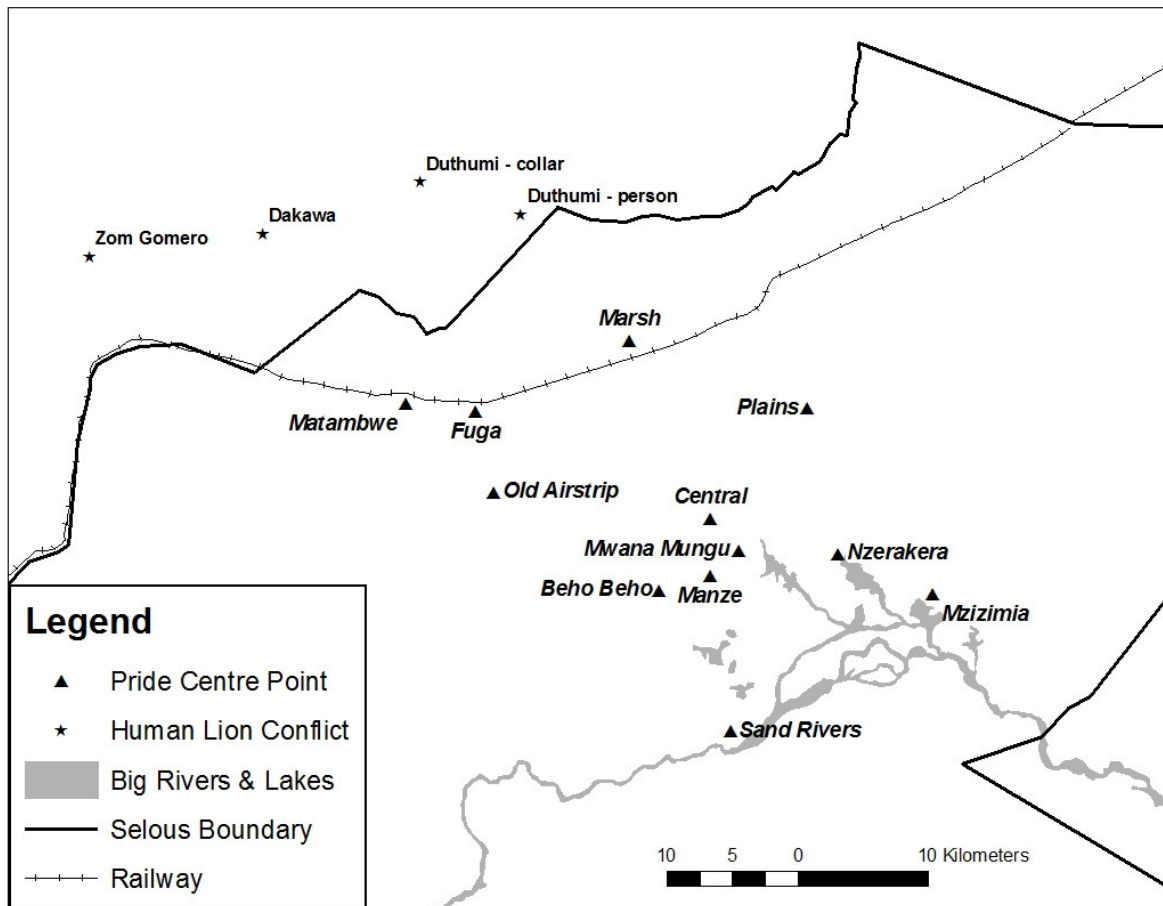 Duthumi - collar
Duthumi - person
Dakawa
Zom Gomero
Marsh
Matambwe
Fuga
Plains
Old Airstrip
Central
Mwana Mungu
Nzerakera
Beho Beho
Manze
Mzizimia
Sand Rivers
Legend
Pride Centre Point
Human Lion Conflict
Big Rivers & Lakes
Selous Boundary
Railway
10 5 0 10 Kilometers